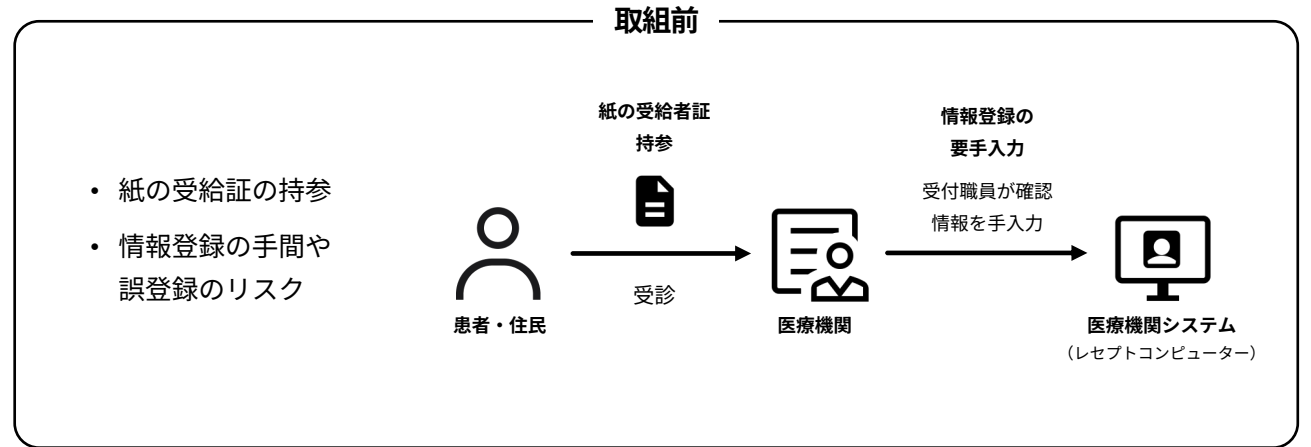 取組前
• 紙の受給証の持参
• 情報登録の手間や
誤登録のリスク
紙の受給者証
持参
受診
患者・住民
医療機関
情報登録の
要手入力
受付職員が確認
情報を手入力
医療機関システム
（レセプトコンピューター）